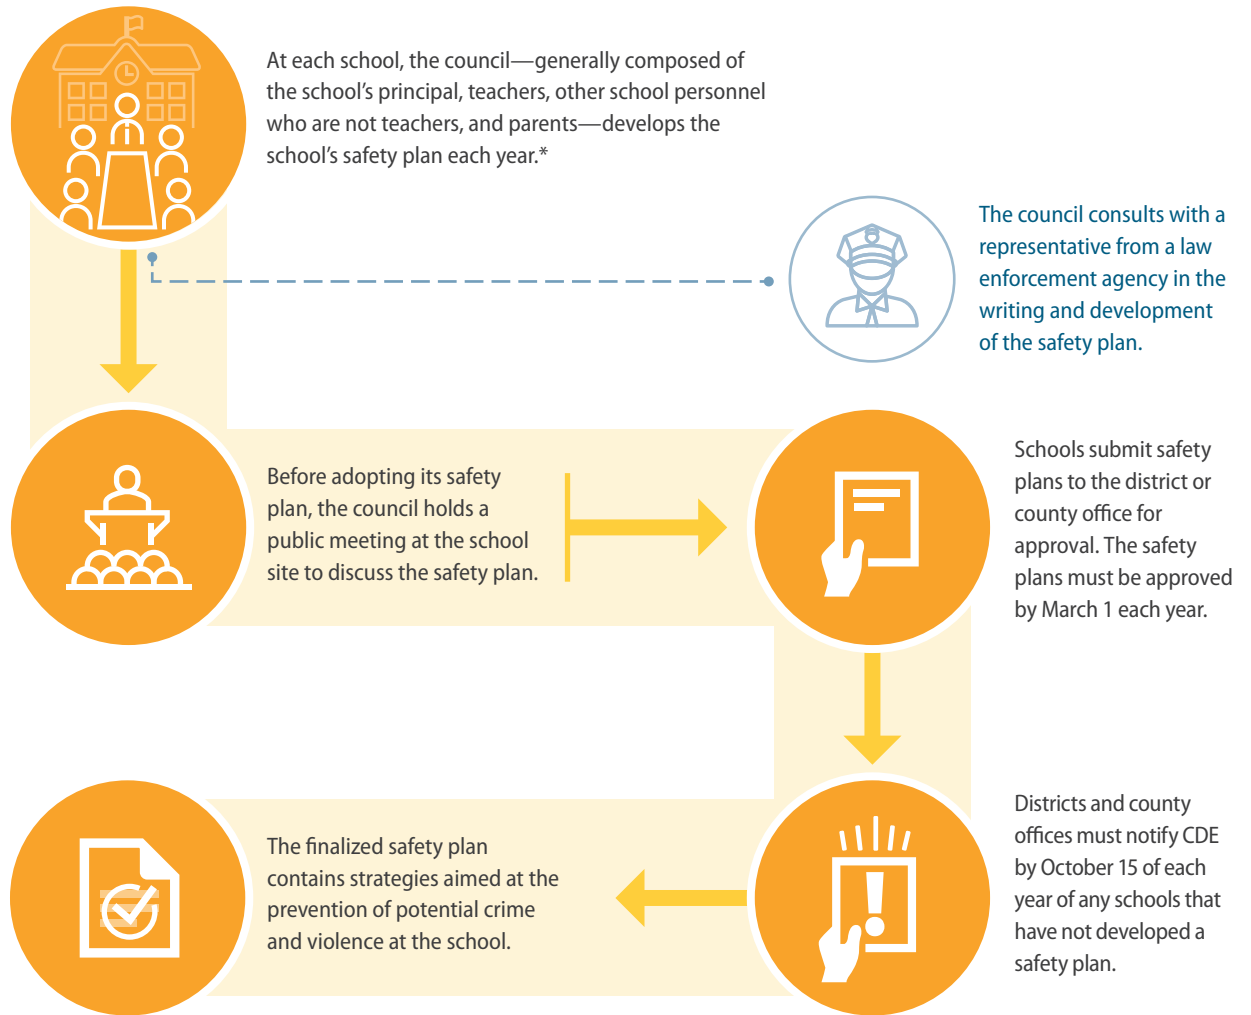 At each school, the council—generally composed of
the school’s principal, teachers, other school personnel
who are not teachers, and parents—develops the
school’s safety plan each year.*
The council consults with a
representative from a law
enforcement agency in the
writing and development
of the safety plan.
Before adopting its safety
plan, the council holds a
public meeting at the school
site to discuss the safety plan.
Schools submit safety
plans to the district or
county office for
approval. The safety
plans must be approved
by March 1 each year.
Districts and county
offices must notify CDE
by October 15 of each
year of any schools that
have not developed a
safety plan.
The finalized safety plan
contains strategies aimed at the
prevention of potential crime
and violence at the school.